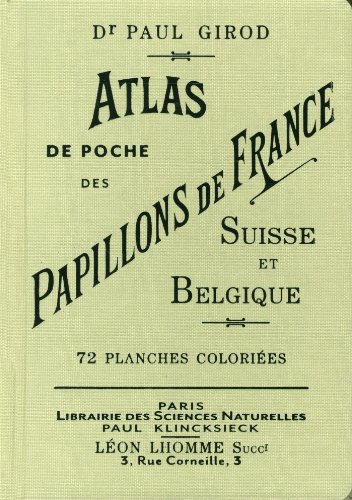 Dr PAUL GIROD
ATLAS
DE POCHE
DES
PAPILLONS DE FRANCE
SUISSE
ET
BELGIQUE
72 PLANCHES COLORIÉES
PARIS
LIBRAIRIE DES SCIENCES NATURELLES
PAUL KLINCKSIECK
LÉON LHOMME SUCCr
3, Rue Corneille, 3